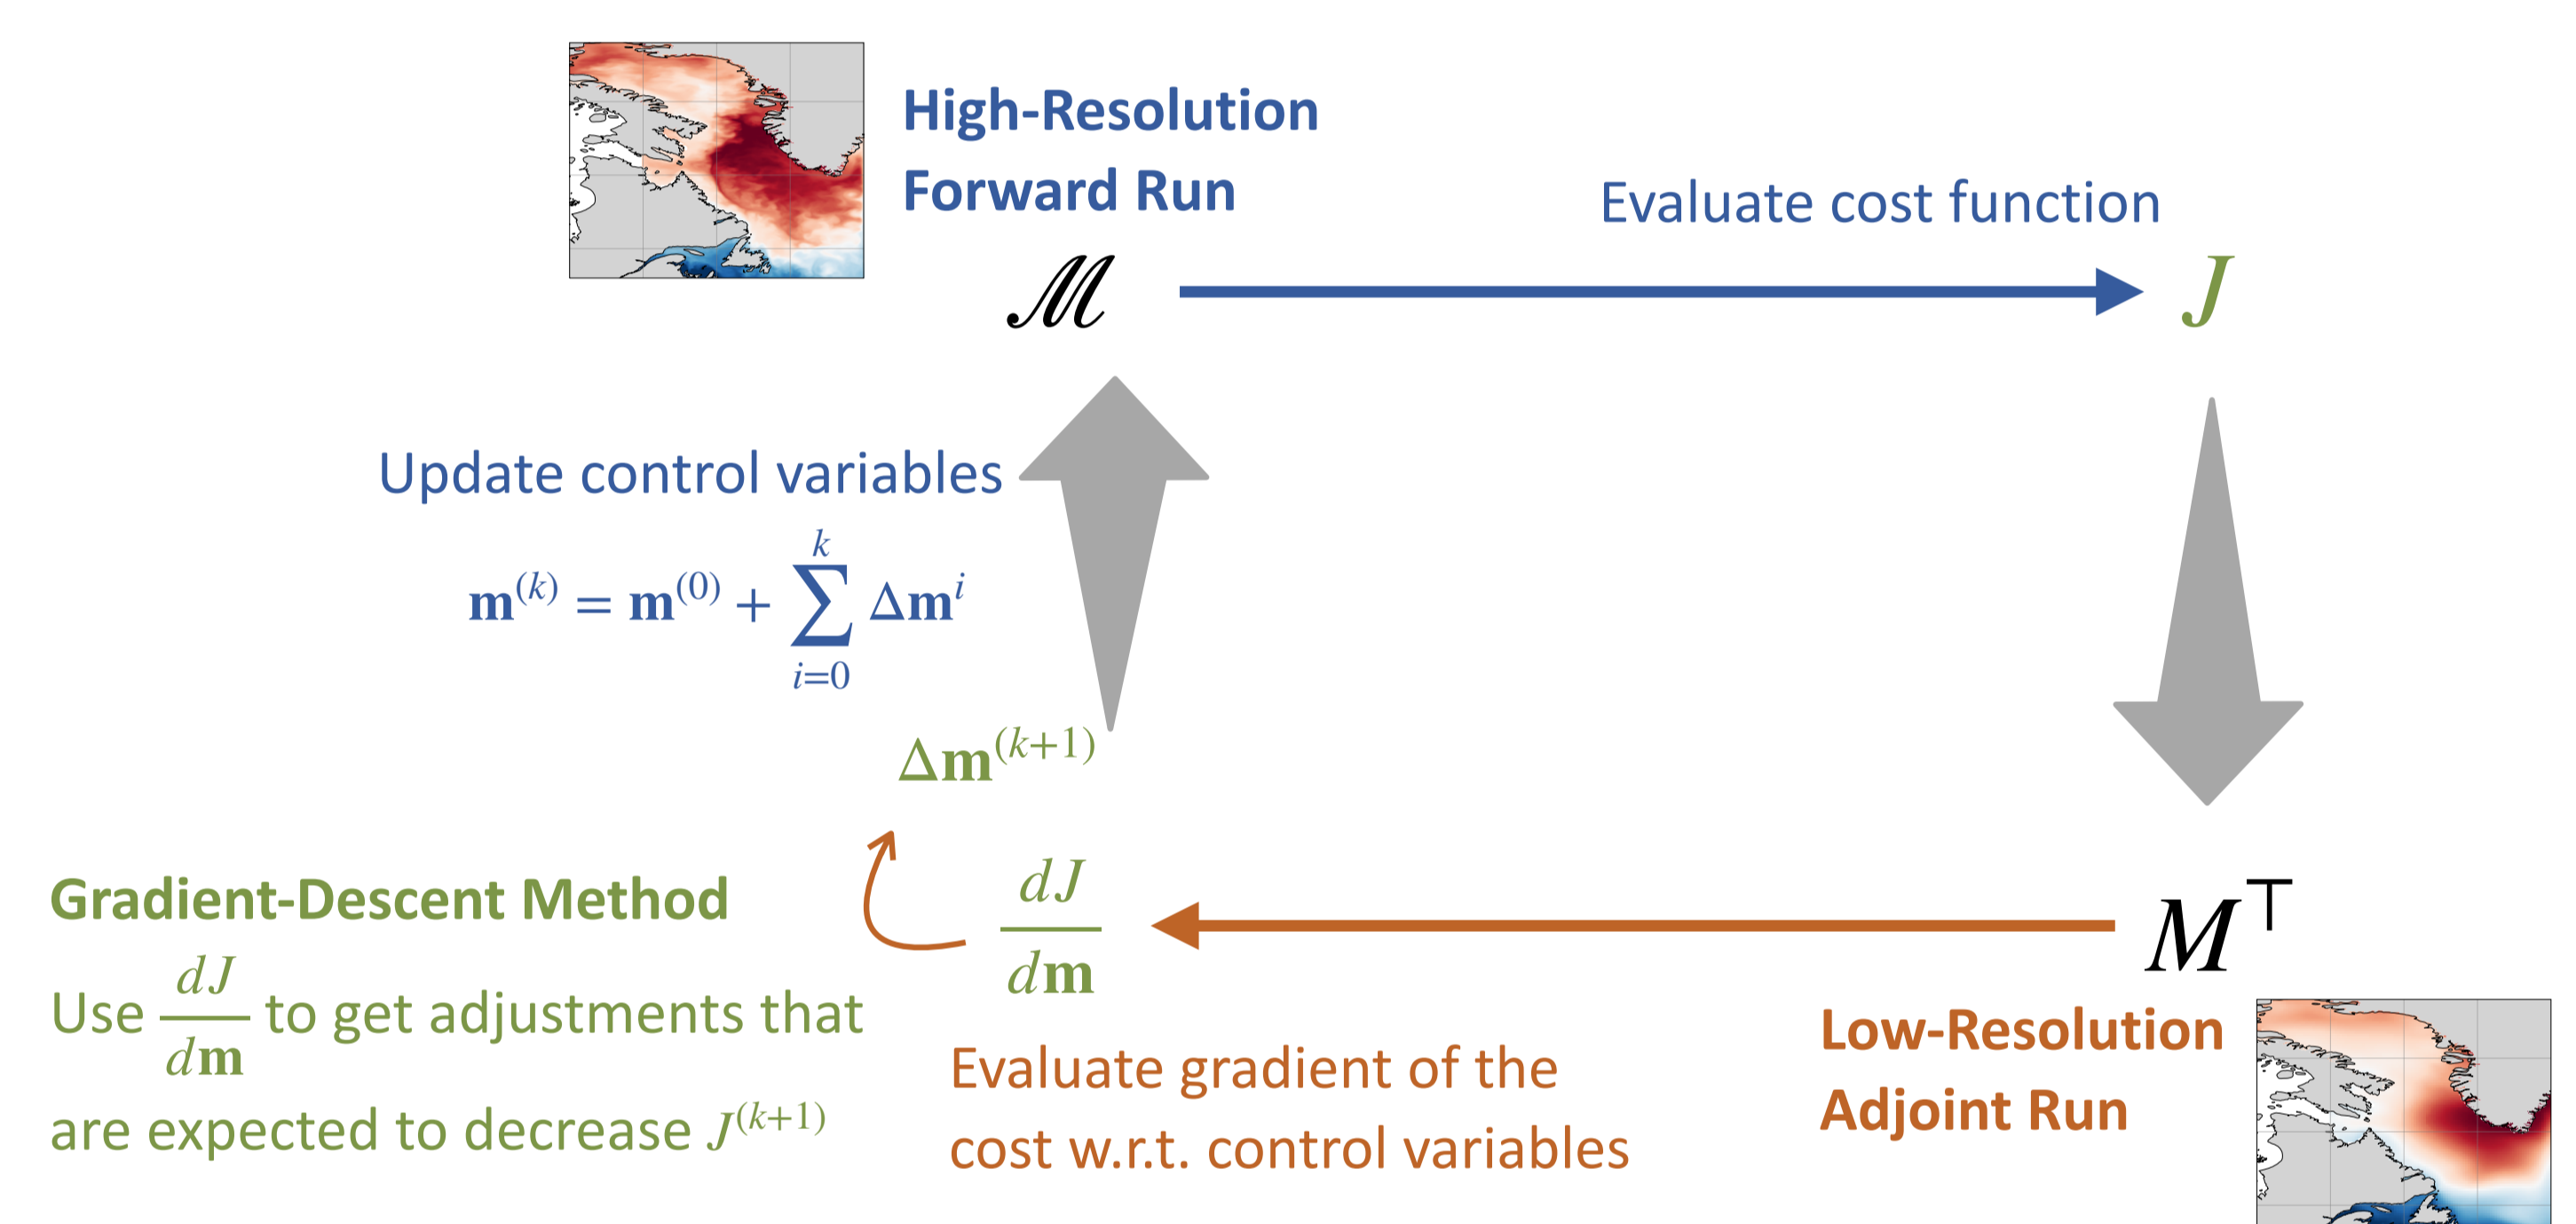 High-Resolution
Forward Run
ℳ
Evaluate cost function
J
Update control variables
m^(k) = m^(0) + ∑_{i=0}^{k} Δm^i
Δm^(k+1)
Gradient-Descent Method
Use dJ/dm to get adjustments that
are expected to decrease J^(k+1)
dJ/dm
Evaluate gradient of the
cost w.r.t. control variables
M^⊤
Low-Resolution
Adjoint Run